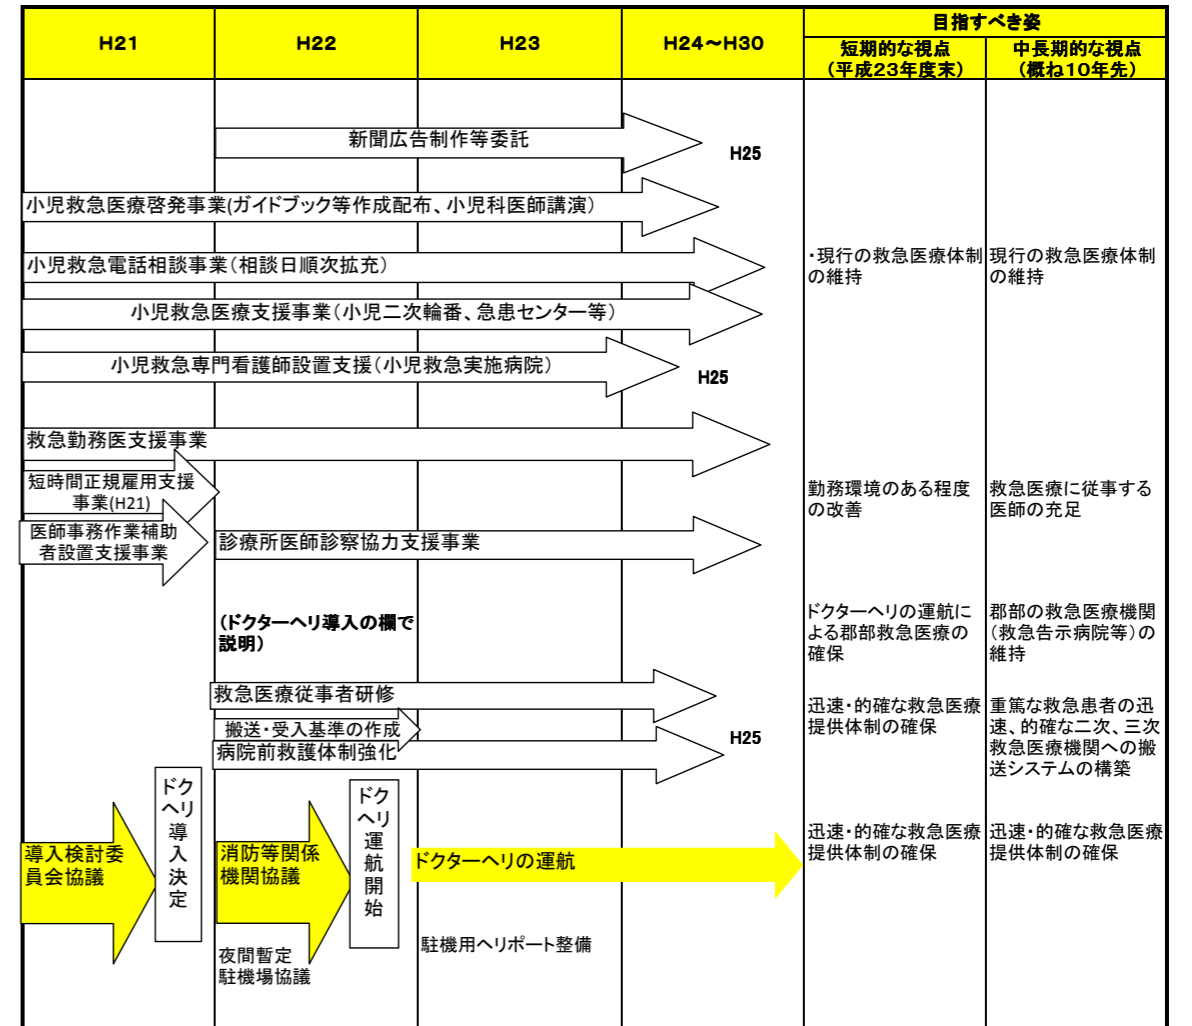 H21
H22
H23
H24～H30
目指すべき姿
短期的な視点
（平成23年度末）
中長期的な視点
（概ね10年先）
新聞広告制作等委託
H25
小児救急医療啓発事業(ガイドブック等作成配布、小児科医師講演）
小児救急電話相談事業（相談日順次拡充）
・現行の救急医療体制
の維持
現行の救急医療体制
の維持
小児救急医療支援事業（小児二次輪番、急患センター等）
小児救急専門看護師設置支援（小児救急実施病院）
H25
救急勤務医支援事業
短時間正規雇用支援
事業(H21)
勤務環境のある程度
の改善
救急医療に従事する
医師の充足
医師事務作業補助
者設置支援事業
診療所医師診察協力支援事業
(ドクターヘリ導入の欄で
説明)
ドクターヘリの運航に
よる郡部救急医療の
確保
郡部の救急医療機関
（救急告示病院等）の
維持
救急医療従事者研修
搬送・受入基準の作成
病院前救護体制強化
H25
迅速・的確な救急医療
提供体制の確保
重篤な救急患者の迅
速、的確な二次、三次
救急医療機関への搬
送システムの構築
導入検討委
員会協議
ドク
ヘリ
導
入
決
定
消防等関係
機関協議
ドク
ヘリ
運
航
開
始
ドクターヘリの運航
迅速・的確な救急医療
提供体制の確保
迅速・的確な救急医療
提供体制の確保
夜間暫定
駐機場協議
駐機用ヘリポート整備